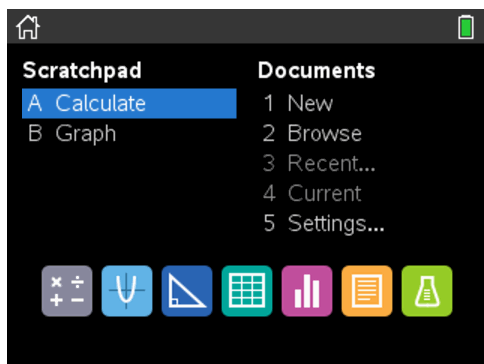 Scratchpad
A Calculate
B Graph
Documents
1 New
2 Browse
3 Recent...
4 Current
5 Settings...